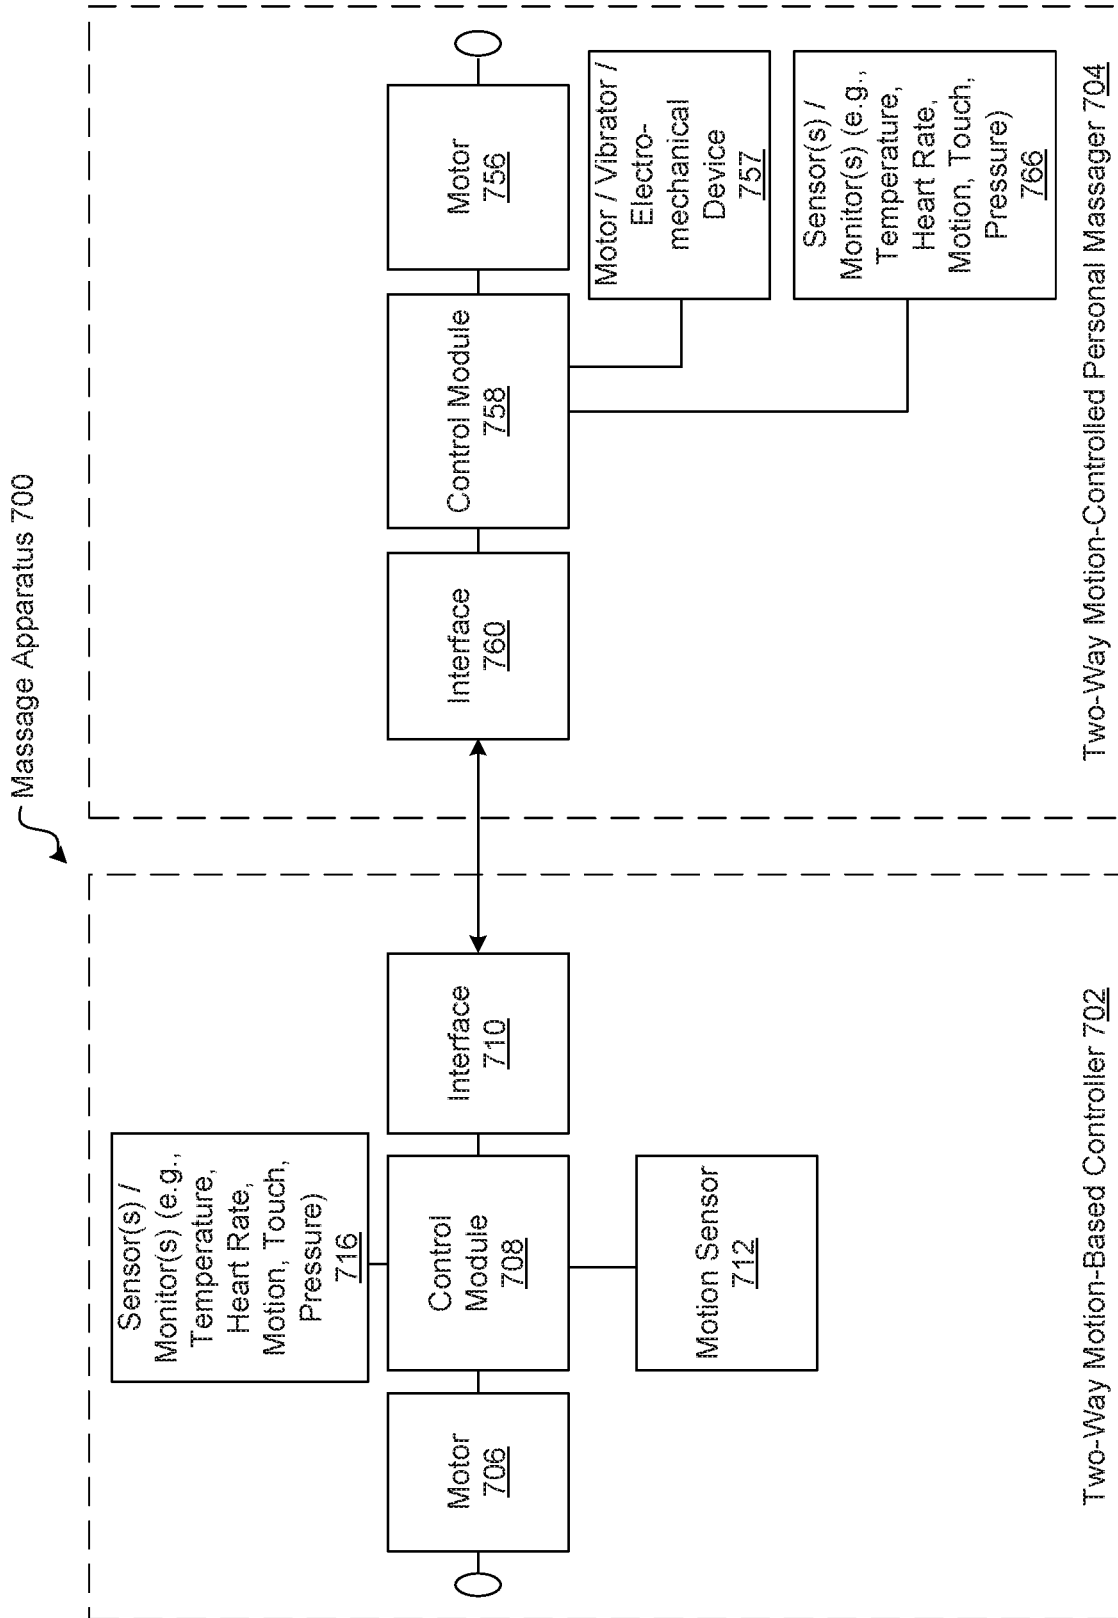 Massage Apparatus 700
Sensor(s) /
Monitor(s) (e.g.,
Temperature,
Heart Rate,
Motion, Touch,
Pressure)
716
Motor
706
Control
Module
708
Interface
710
Motion Sensor
712
Two-Way Motion-Based Controller 702
Interface
760
Control Module
758
Motor
756
Motor / Vibrator /
Electro-
mechanical
Device
757
Sensor(s) /
Monitor(s) (e.g.,
Temperature,
Heart Rate,
Motion, Touch,
Pressure)
766
Two-Way Motion-Controlled Personal Massager 704